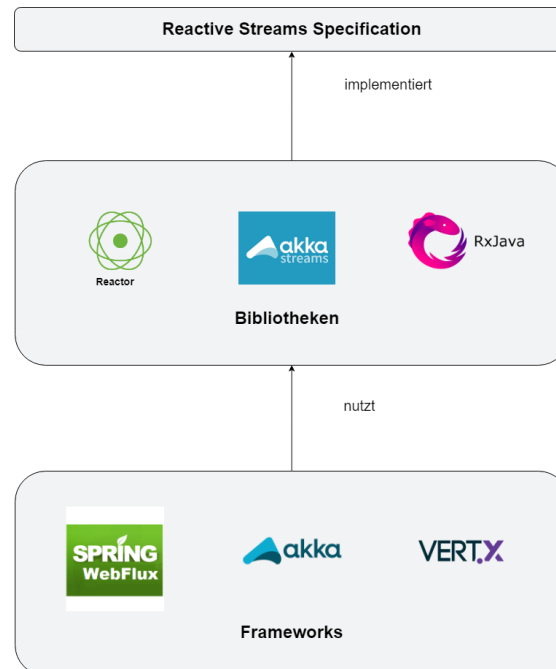 Reactive Streams Specification
implementiert
Reactor
akka
streams
RxJava
Bibliotheken
nutzt
SPRING
WebFlux
akka
VERT.X
Frameworks